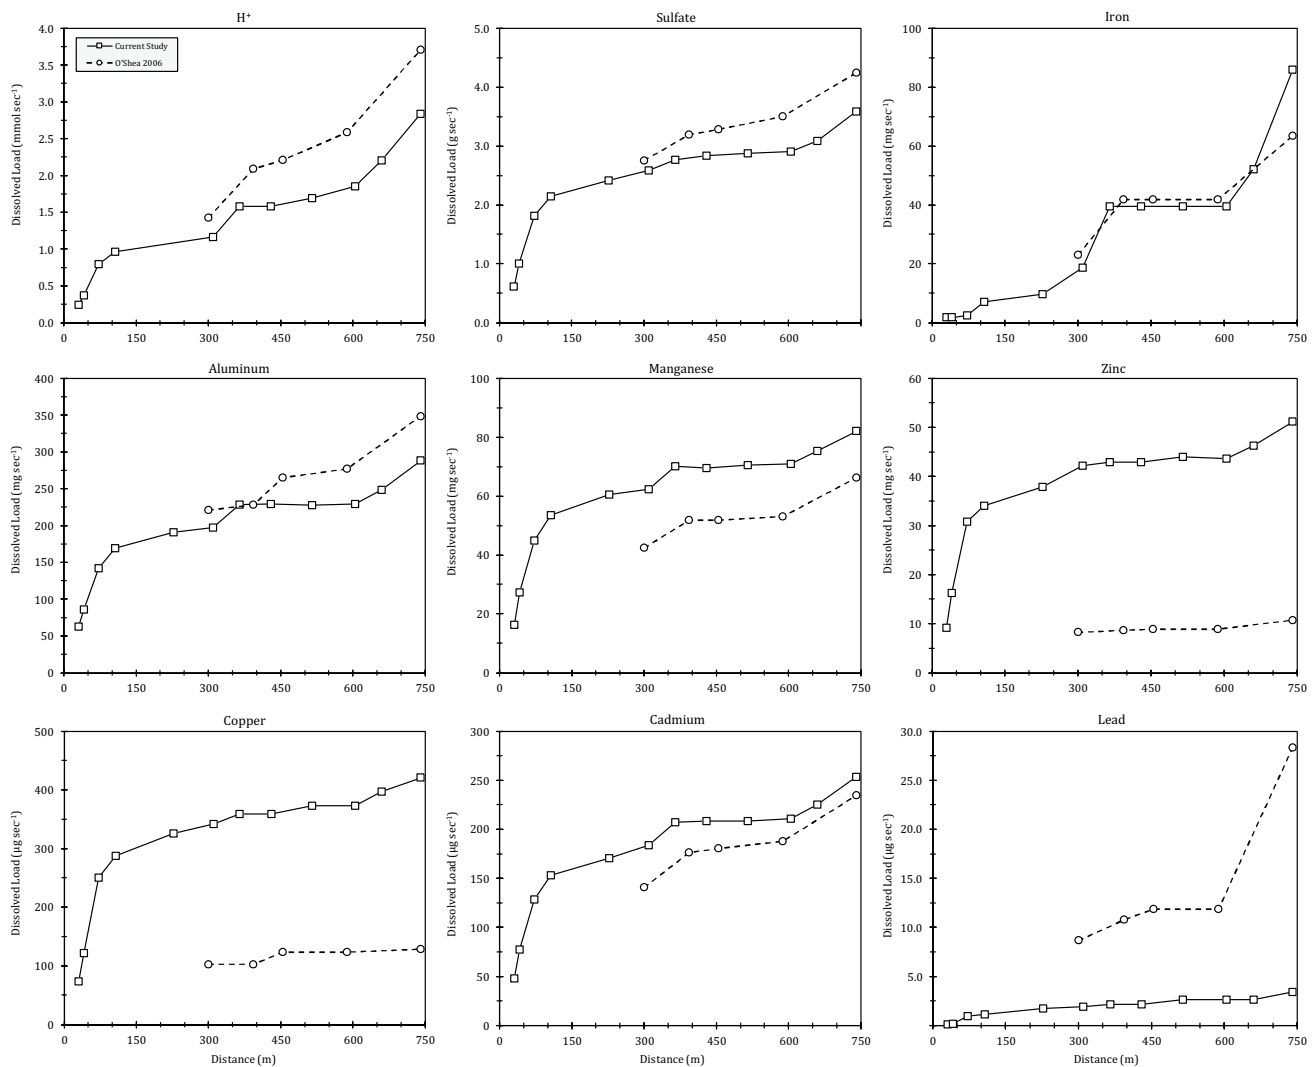 H⁺
Sulfate
Iron
4.0
3.5
3.0
2.5
2.0
1.5
1.0
0.5
0.0
Dissolved Load (mmol sec⁻¹)
Current Study
O'Shea 2006
0 150 300 450 600 750
5.0
4.0
3.0
2.0
1.0
0.0
Dissolved Load (g sec⁻¹)
0 150 300 450 600 750
100
80
60
40
20
0
Dissolved Load (mg sec⁻¹)
0 150 300 450 600 750
Aluminum
Manganese
Zinc
400
350
300
250
200
150
100
50
0
Dissolved Load (mg sec⁻¹)
0 150 300 450 600 750
100
80
60
40
20
0
Dissolved Load (mg sec⁻¹)
0 150 300 450 600 750
60
50
40
30
20
10
0
Dissolved Load (mg sec⁻¹)
0 150 300 450 600 750
Copper
Cadmium
Lead
500
400
300
200
100
0
Dissolved Load (µg sec⁻¹)
0 150 300 450 600 750
Distance (m)
300
250
200
150
100
50
0
Dissolved Load (µg sec⁻¹)
0 150 300 450 600 750
Distance (m)
30.0
25.0
20.0
15.0
10.0
5.0
Dissolved Load (µg sec⁻¹)
0 150 300 450 600 750
Distance (m)